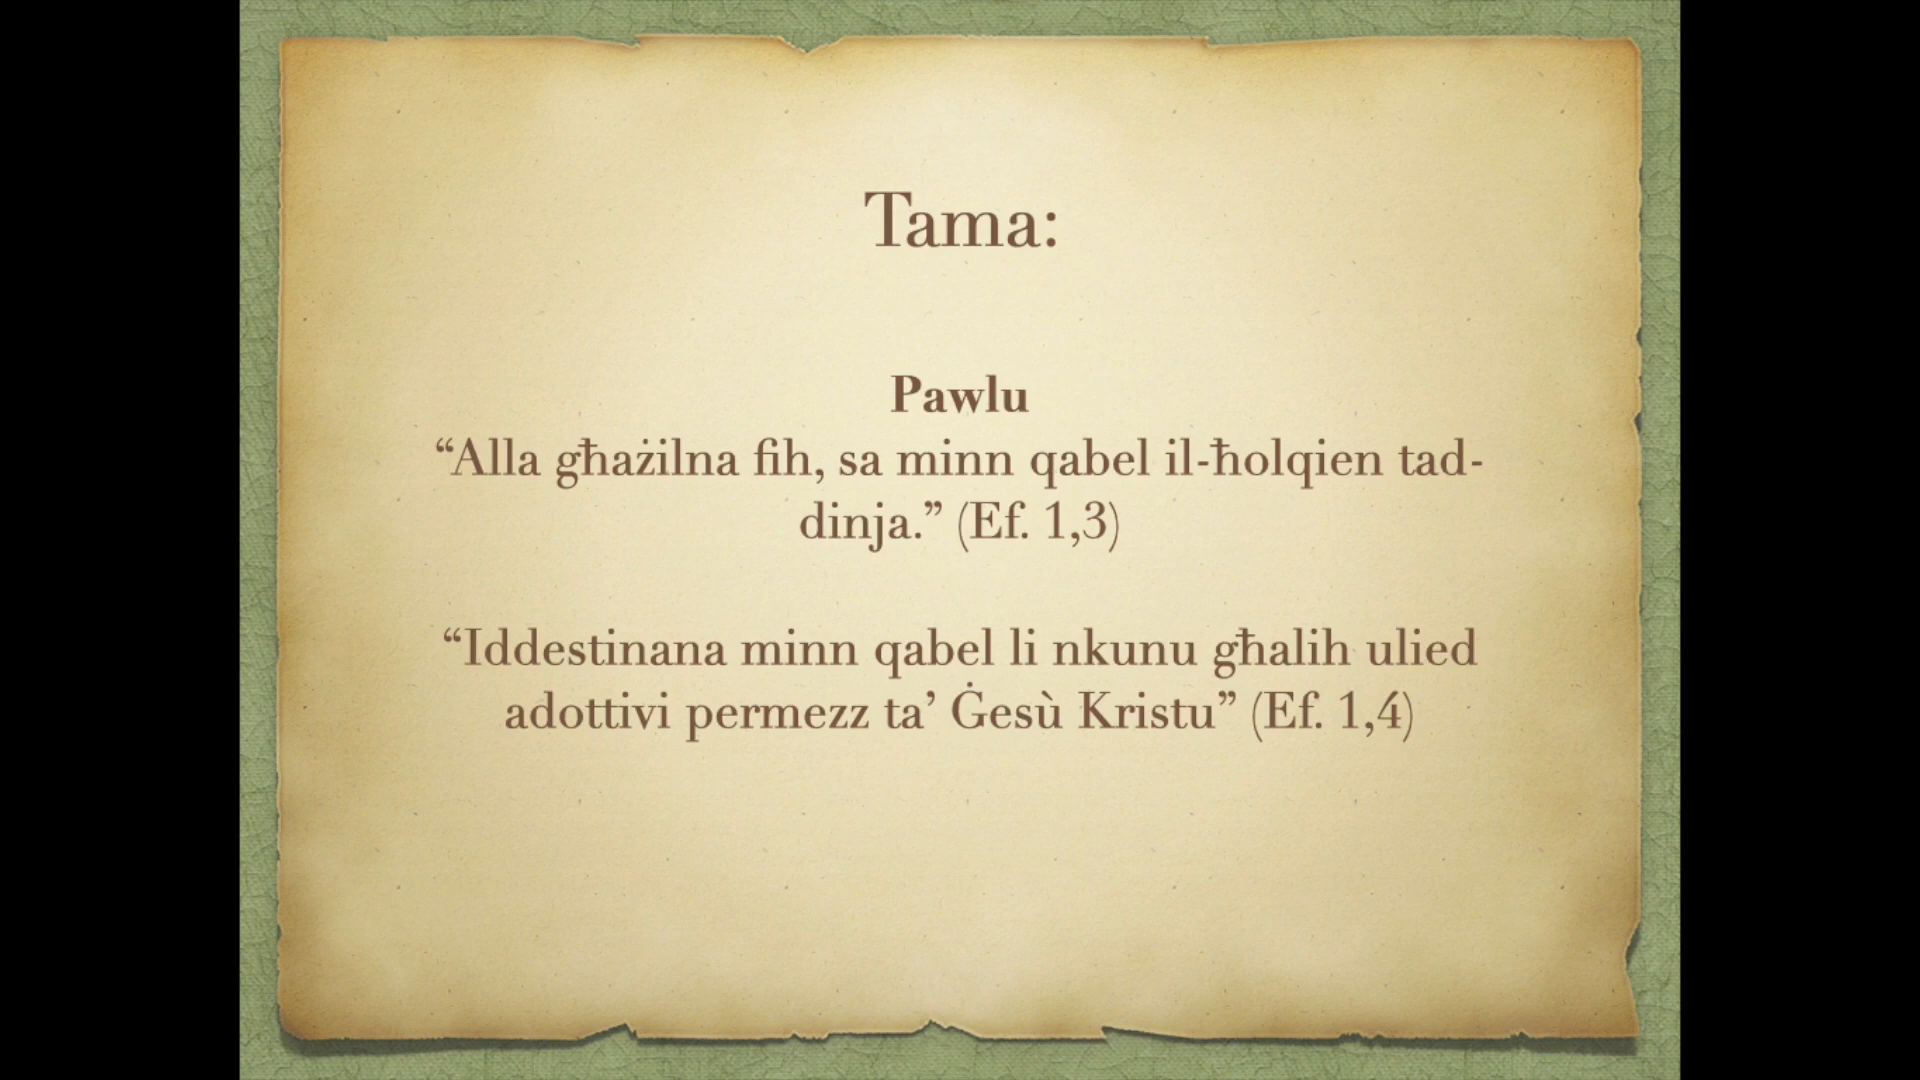 Tama:
Pawlu
“Alla għażilna fih, sa minn qabel il-ħolqien tad-
dinja.” (Ef. 1,3)
“Iddestinana minn qabel li nkunu għalih ulied
adottivi permezz ta’ Ġesù Kristu” (Ef. 1,4)